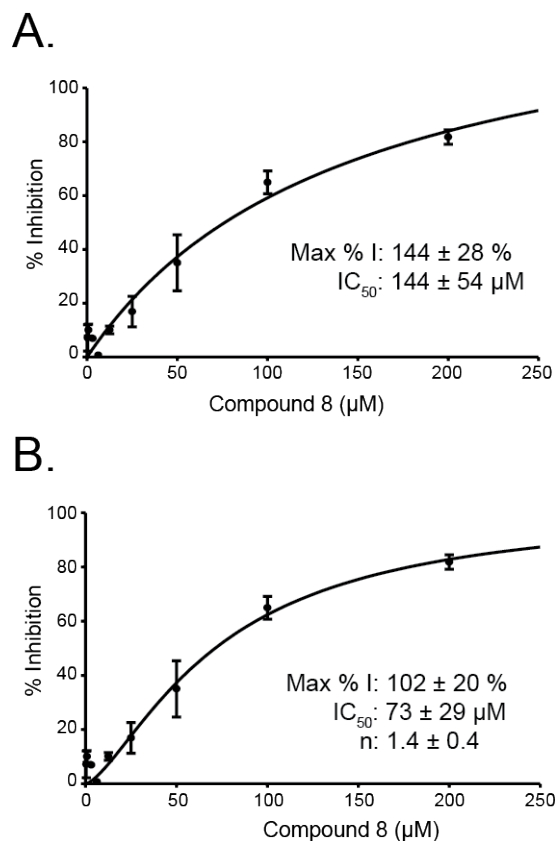 A.
100
80
60
40
20
0
% Inhibition
Max % I: 144 ± 28 %
IC50: 144 ± 54 µM
0 50 100 150 200 250
Compound 8 (µM)
B.
100
80
60
40
20
0
% Inhibition
Max % I: 102 ± 20 %
IC50: 73 ± 29 µM
n: 1.4 ± 0.4
0 50 100 150 200 250
Compound 8 (µM)